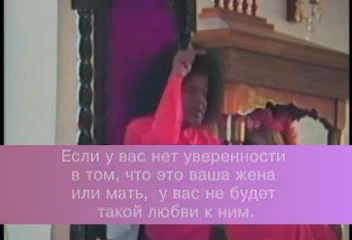 Если у вас нет уверенности
в том, что это ваша жена
или мать, у вас не будет
такой любви к ним.